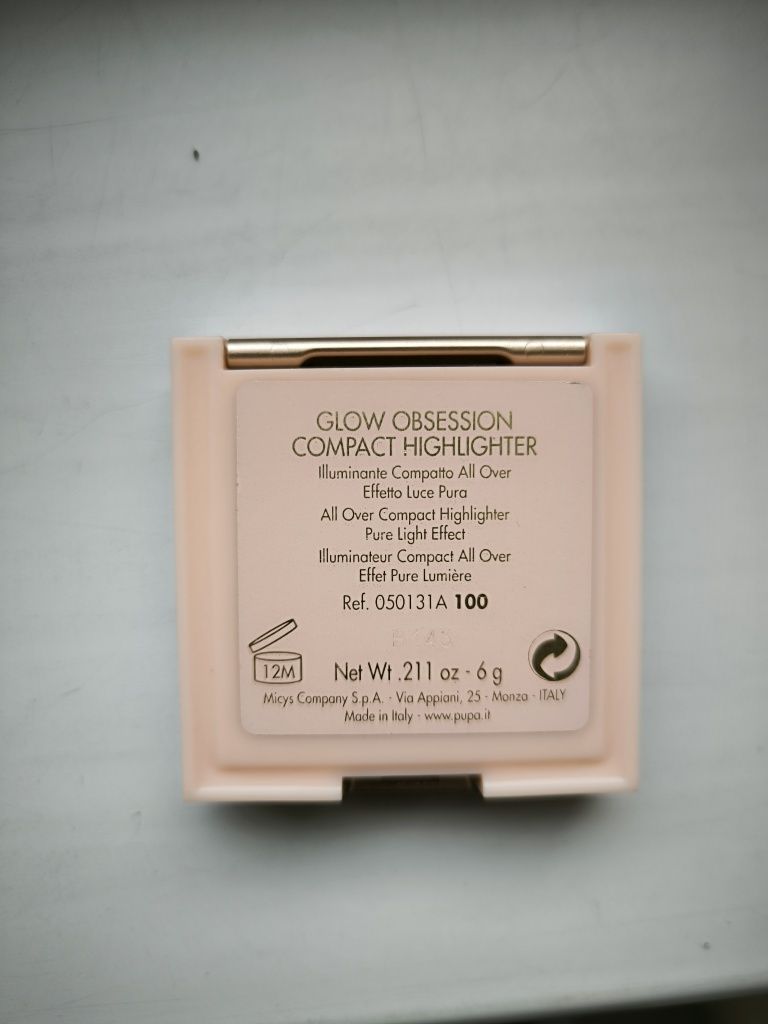 GLOW OBSESSION
COMPACT HIGHLIGHTER
Illuminante Compatto All Over
Effetto Luce Pura
All Over Compact Highlighter
Pure Light Effect
Illuminateur Compact All Over
Effet Pure Lumière
Ref. 050131A 100
12M
Net Wt .211 oz - 6 g
Micys Company S.p.A. - Via Appiani, 25 - Monza - ITALY
Made in Italy - www.pupa.it